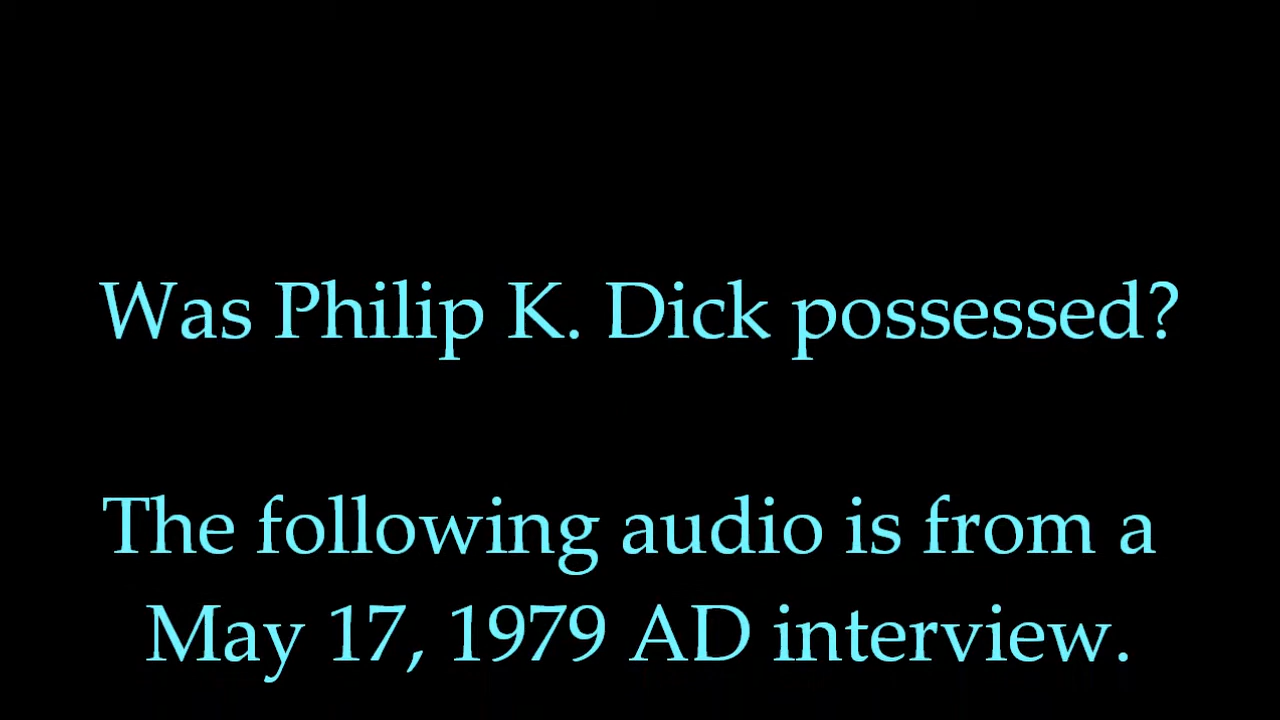 Was Philip K. Dick possessed?
The following audio is from a
May 17, 1979 AD interview.